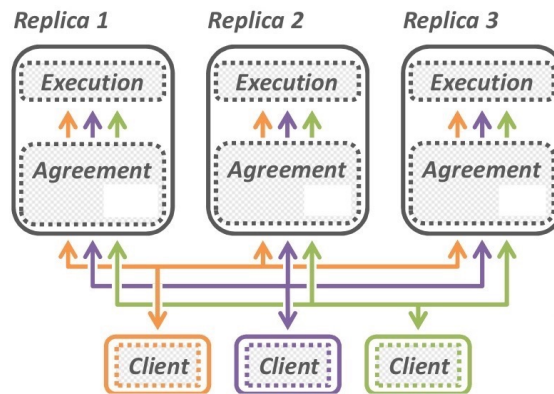 Replica 1 Replica 2 Replica 3
Execution Execution Execution
Agreement Agreement Agreement
Client Client Client